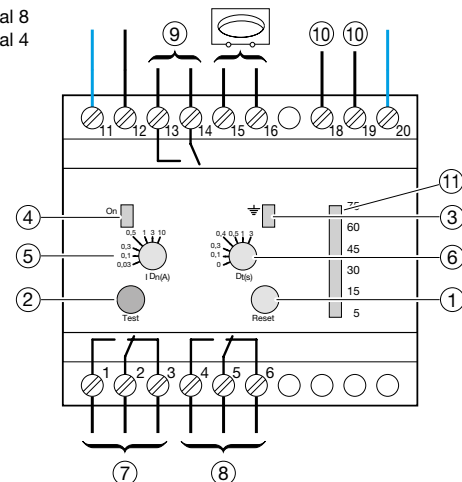 al 8
al 4
9
10 10
11 12 13 14 15 16 18 19 20
11
4 On 75 3
60
0,5 1 3 10 0,4 0,5 1 3
5 0,3 0,3 45 6
0,1 0,1 30
0,03 0
I Dn(A) Dt(s)
15
2 1
5
Test Reset
1 2 3 4 5 6
7 8